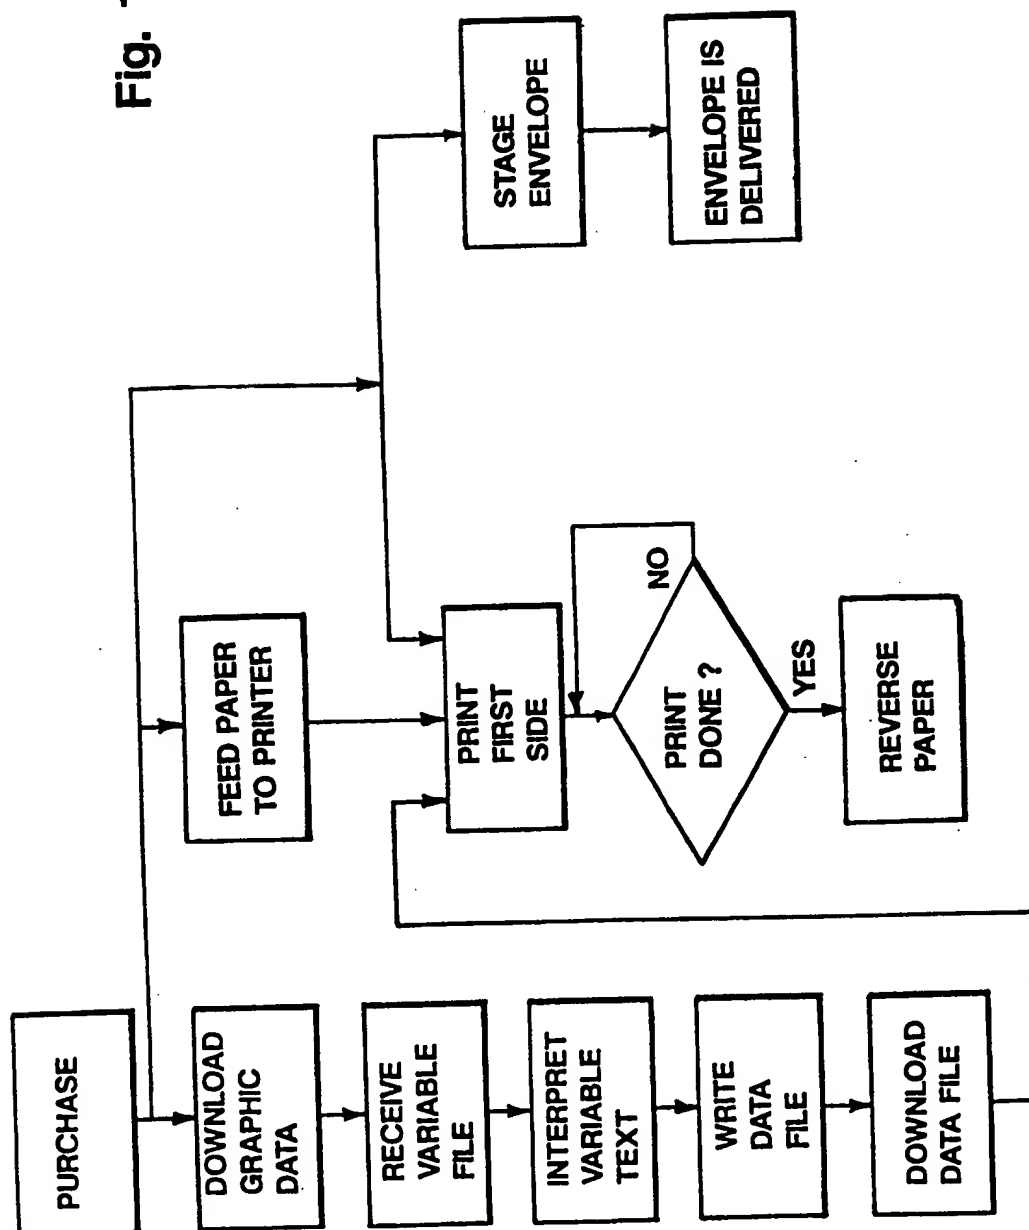 Fig.
PURCHASE
DOWNLOAD
GRAPHIC
DATA
RECEIVE
VARIABLE
FILE
INTERPRET
VARIABLE
TEXT
WRITE
DATA
FILE
DOWNLOAD
DATA FILE
FEED PAPER
TO PRINTER
PRINT
FIRST
SIDE
PRINT
DONE ?
NO
YES
REVERSE
PAPER
STAGE
ENVELOPE
ENVELOPE IS
DELIVERED